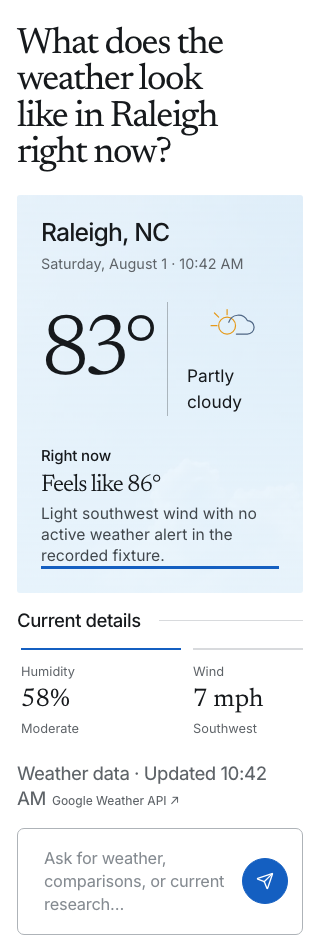 What does the
weather look
like in Raleigh
right now?
Raleigh, NC
Saturday, August 1 · 10:42 AM
83°
Partly
cloudy
Right now
Feels like 86°
Light southwest wind with no
active weather alert in the
recorded fixture.
Current details
Humidity
58%
Moderate
Wind
7 mph
Southwest
Weather data · Updated 10:42
AM Google Weather API ↗
Ask for weather,
comparisons, or current
research...